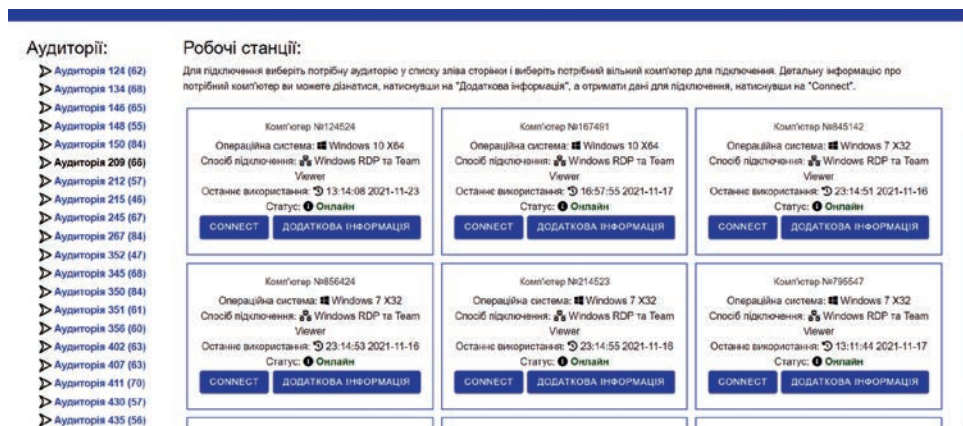 Аудиторії:
Аудиторія 124 (62)
Аудиторія 134 (68)
Аудиторія 146 (65)
Аудиторія 148 (55)
Аудиторія 150 (84)
Аудиторія 209 (66)
Аудиторія 212 (57)
Аудиторія 215 (46)
Аудиторія 245 (67)
Аудиторія 267 (84)
Аудиторія 352 (47)
Аудиторія 345 (68)
Аудиторія 350 (84)
Аудиторія 351 (61)
Аудиторія 356 (60)
Аудиторія 402 (63)
Аудиторія 407 (63)
Аудиторія 411 (70)
Аудиторія 430 (57)
Аудиторія 435 (56)
Робочі станції:
Для підключення виберіть потрібну аудиторію у списку зліва сторінки і виберіть потрібний вільний комп'ютер для підключення. Детальну інформацію про
потрібний комп'ютер ви можете дізнатися, натиснувши на "Додаткова інформація", а отримати дані для підключення, натиснувши на "Connect".
Комп'ютер №124524
Операційна система: Windows 10 X64
Спосіб підключення: Windows RDP та Team
Viewer
Останнє використання: 13:14:08 2021-11-23
Статус: Онлайн
CONNECT ДОДАТКОВА ІНФОРМАЦІЯ
Комп'ютер №167491
Операційна система: Windows 10 X64
Спосіб підключення: Windows RDP та Team
Viewer
Останнє використання: 16:57:55 2021-11-17
Статус: Онлайн
CONNECT ДОДАТКОВА ІНФОРМАЦІЯ
Комп'ютер №845142
Операційна система: Windows 7 X32
Спосіб підключення: Windows RDP та Team
Viewer
Останнє використання: 23:14:51 2021-11-16
Статус: Онлайн
CONNECT ДОДАТКОВА ІНФОРМАЦІЯ
Комп'ютер №856424
Операційна система: Windows 7 X32
Спосіб підключення: Windows RDP та Team
Viewer
Останнє використання: 23:14:53 2021-11-16
Статус: Онлайн
CONNECT ДОДАТКОВА ІНФОРМАЦІЯ
Комп'ютер №214523
Операційна система: Windows 7 X32
Спосіб підключення: Windows RDP та Team
Viewer
Останнє використання: 23:14:55 2021-11-16
Статус: Онлайн
CONNECT ДОДАТКОВА ІНФОРМАЦІЯ
Комп'ютер №795547
Операційна система: Windows 7 X32
Спосіб підключення: Windows RDP та Team
Viewer
Останнє використання: 13:11:44 2021-11-17
Статус: Онлайн
CONNECT ДОДАТКОВА ІНФОРМАЦІЯ